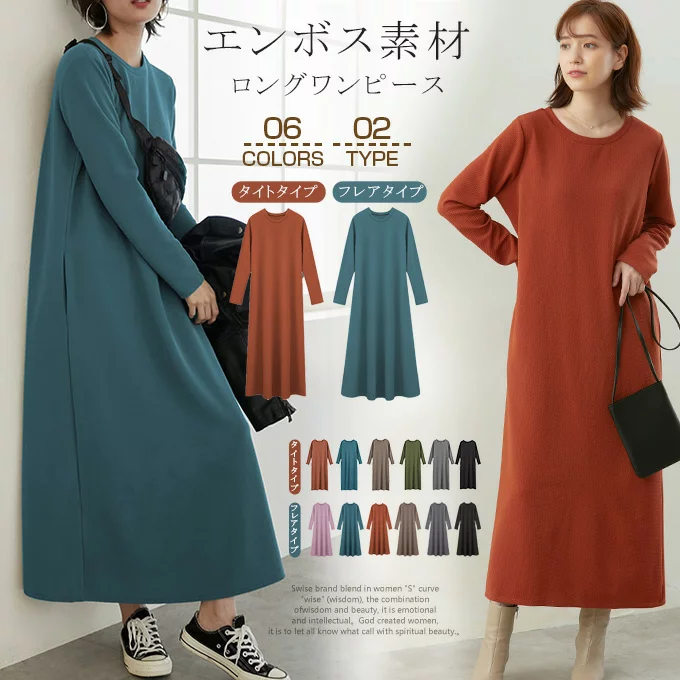 エンボス素材
ロングワンピース
06 COLORS
02 TYPE
タイトタイプ
フレアタイプ
タイトタイプ
フレアタイプ
Swise brand blend in women "S" curve
"wise" (wisdom), the combination
ofwisdom and beauty, it is emotional
and intellectual。God created women,
it is to let all know what call with spiritual beauty.。